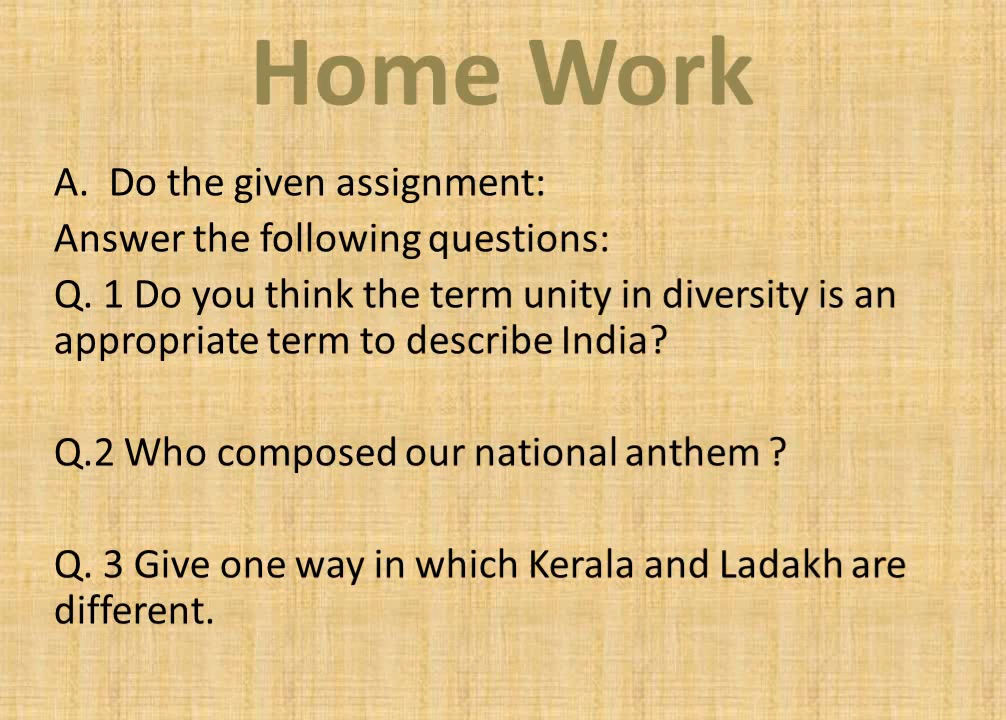 Home Work
A. Do the given assignment:
Answer the following questions:
Q. 1 Do you think the term unity in diversity is an
appropriate term to describe India?
Q.2 Who composed our national anthem ?
Q. 3 Give one way in which Kerala and Ladakh are
different.